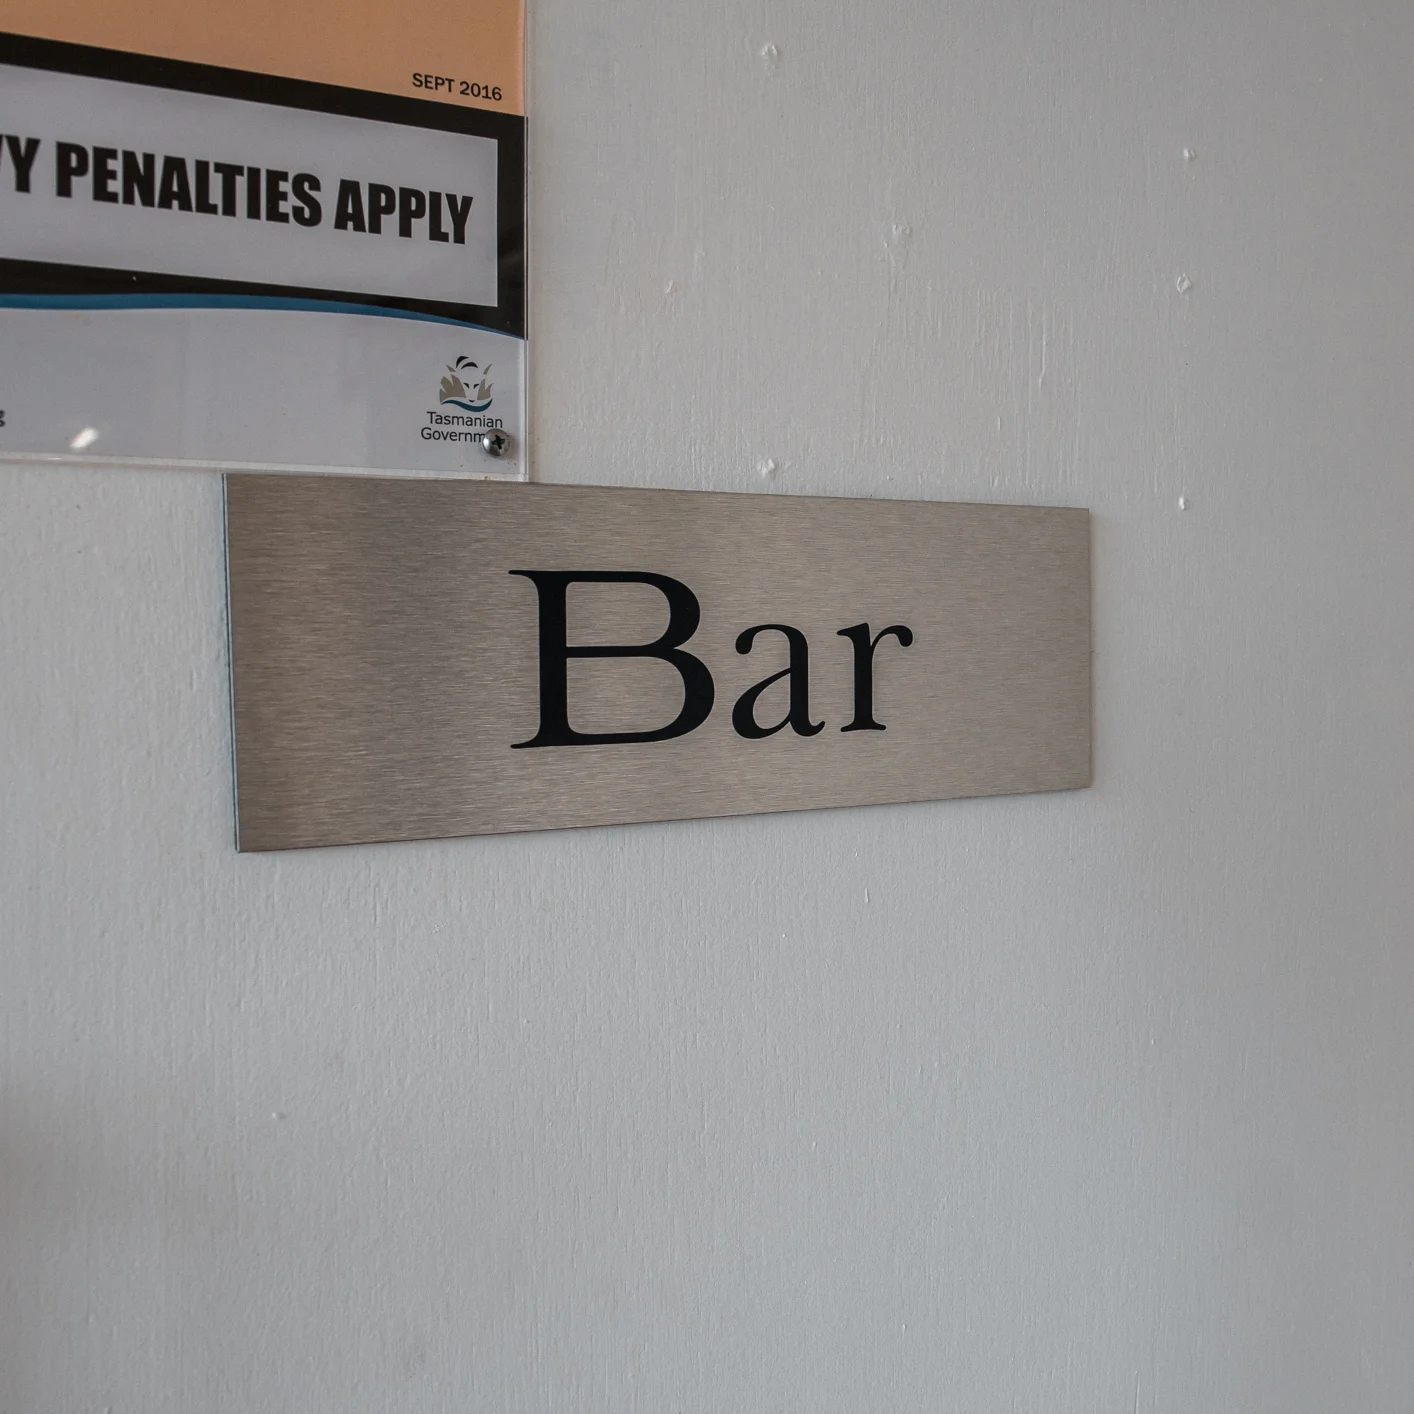 SEPT 2016
PENALTIES APPLY
Tasmanian
Bar